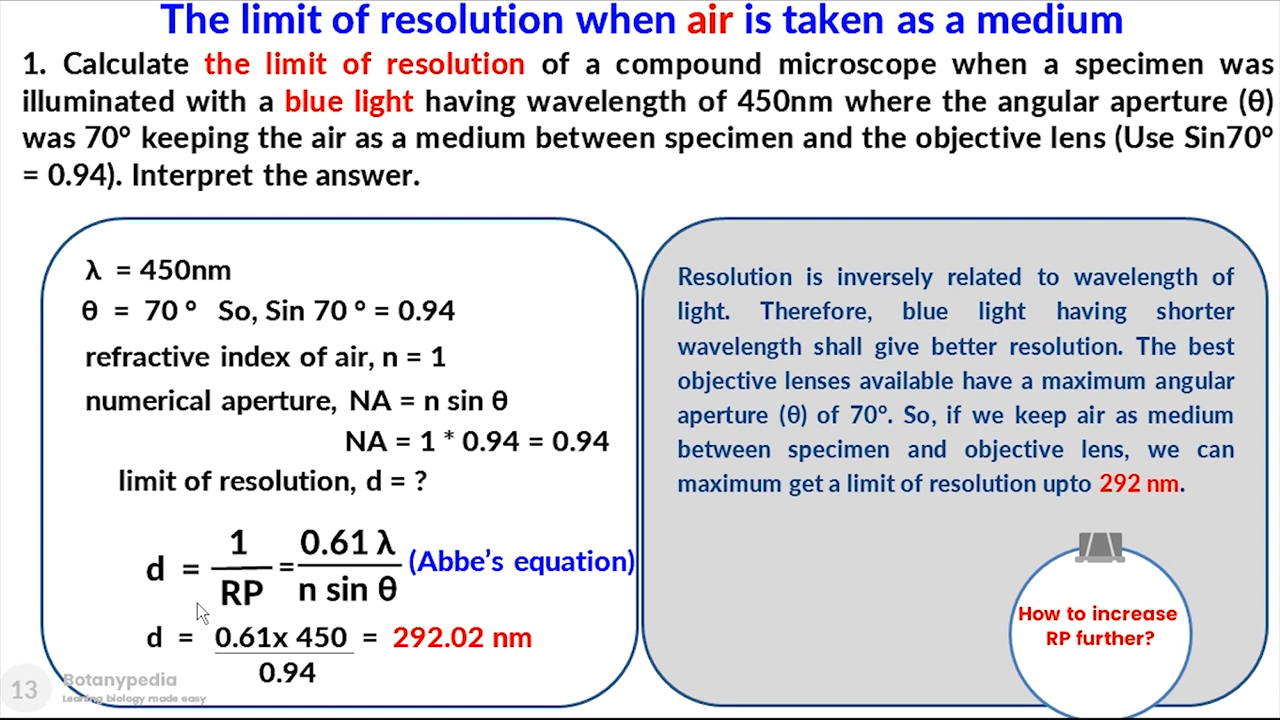 The limit of resolution when air is taken as a medium
1. Calculate the limit of resolution of a compound microscope when a specimen was
illuminated with a blue light having wavelength of 450nm where the angular aperture (θ)
was 70° keeping the air as a medium between specimen and the objective lens (Use Sin70°
= 0.94). Interpret the answer.
λ = 450nm
θ = 70 ° So, Sin 70 ° = 0.94
refractive index of air, n = 1
numerical aperture, NA = n sin θ
NA = 1 * 0.94 = 0.94
limit of resolution, d = ?
d = 1 / RP = 0.61 λ / n sin θ (Abbe’s equation)
d = 0.61x 450 / 0.94 = 292.02 nm
Resolution is inversely related to wavelength of
light. Therefore, blue light having shorter
wavelength shall give better resolution. The best
objective lenses available have a maximum angular
aperture (θ) of 70°. So, if we keep air as medium
between specimen and objective lens, we can
maximum get a limit of resolution upto 292 nm.
How to increase
RP further?
13
Botanypedia
Learning biology made easy